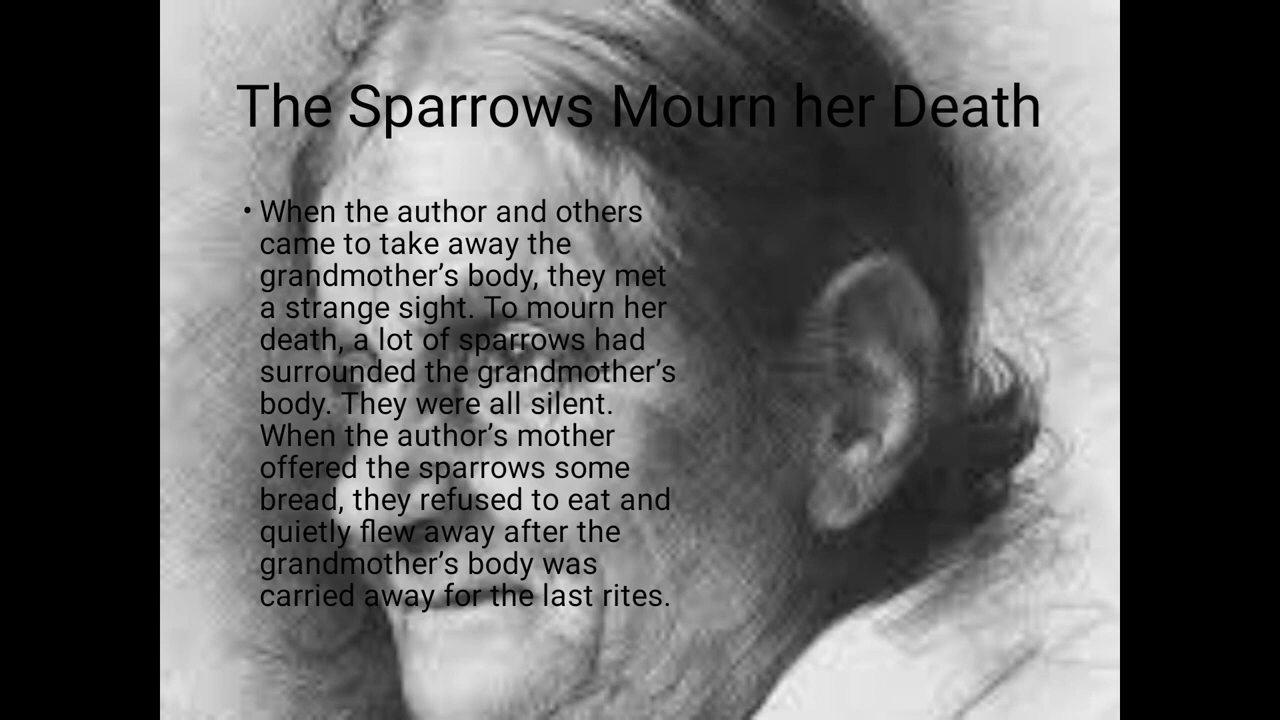 The Sparrows Mourn her Death
• When the author and others
came to take away the
grandmother’s body, they met
a strange sight. To mourn her
death, a lot of sparrows had
surrounded the grandmother’s
body. They were all silent.
When the author’s mother
offered the sparrows some
bread, they refused to eat and
quietly flew away after the
grandmother’s body was
carried away for the last rites.